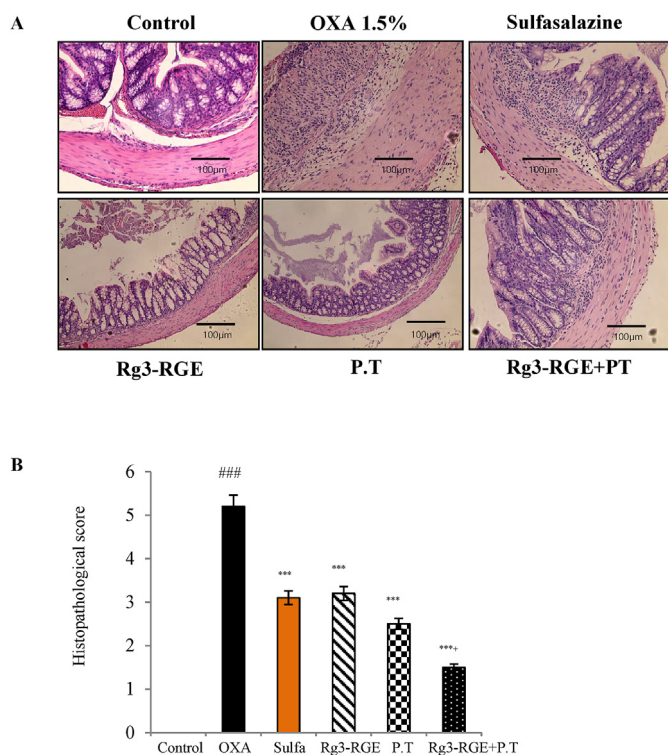 A
Control
OXA 1.5%
Sulfasalazine
100μm
100μm
100μm
100μm
100μm
100μm
Rg3-RGE
P.T
Rg3-RGE+PT
B
Histopathological score
6
5
4
3
2
1
0
###
***
***
***
***+
Control
OXA
Sulfa
Rg3-RGE
P.T
Rg3-RGE+P.T